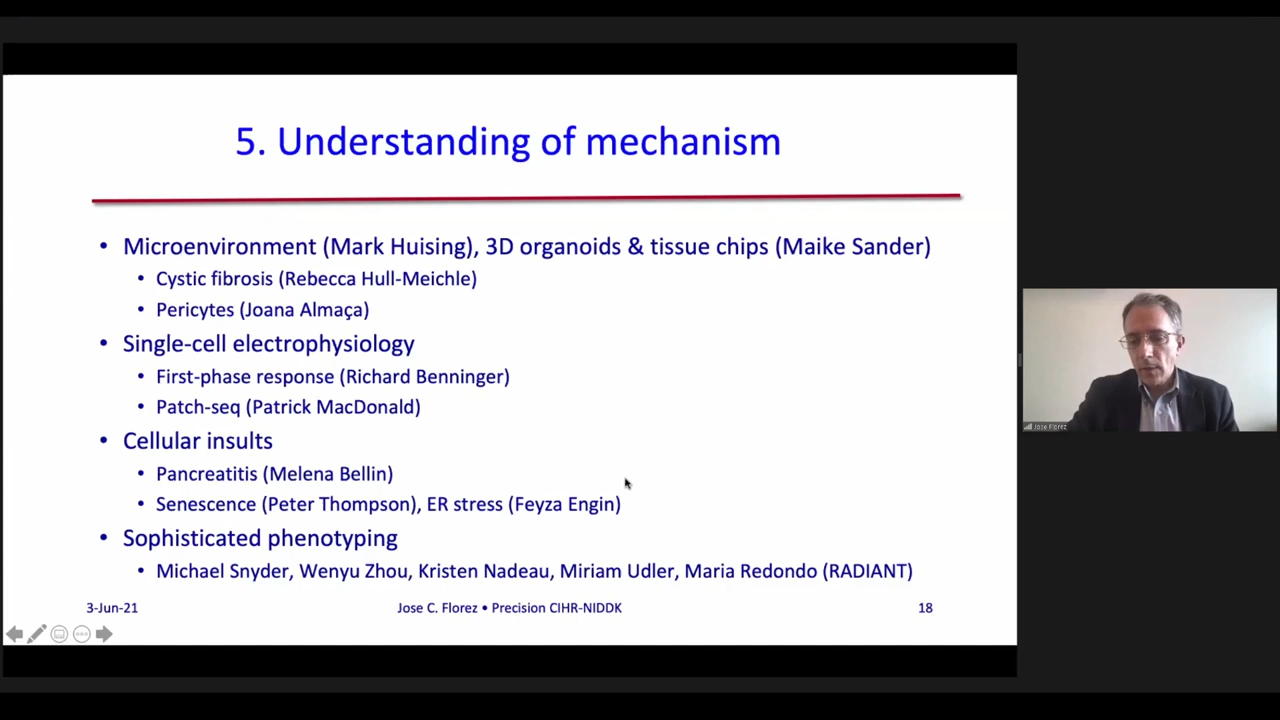 5. Understanding of mechanism
• Microenvironment (Mark Huising), 3D organoids & tissue chips (Maike Sander)
• Cystic fibrosis (Rebecca Hull-Meichle)
• Pericytes (Joana Almaça)
• Single-cell electrophysiology
• First-phase response (Richard Benninger)
• Patch-seq (Patrick MacDonald)
• Cellular insults
• Pancreatitis (Melena Bellin)
• Senescence (Peter Thompson), ER stress (Feyza Engin)
• Sophisticated phenotyping
• Michael Snyder, Wenyu Zhou, Kristen Nadeau, Miriam Udler, Maria Redondo (RADIANT)
3-Jun-21 Jose C. Florez • Precision CIHR-NIDDK 18
Jose Florez